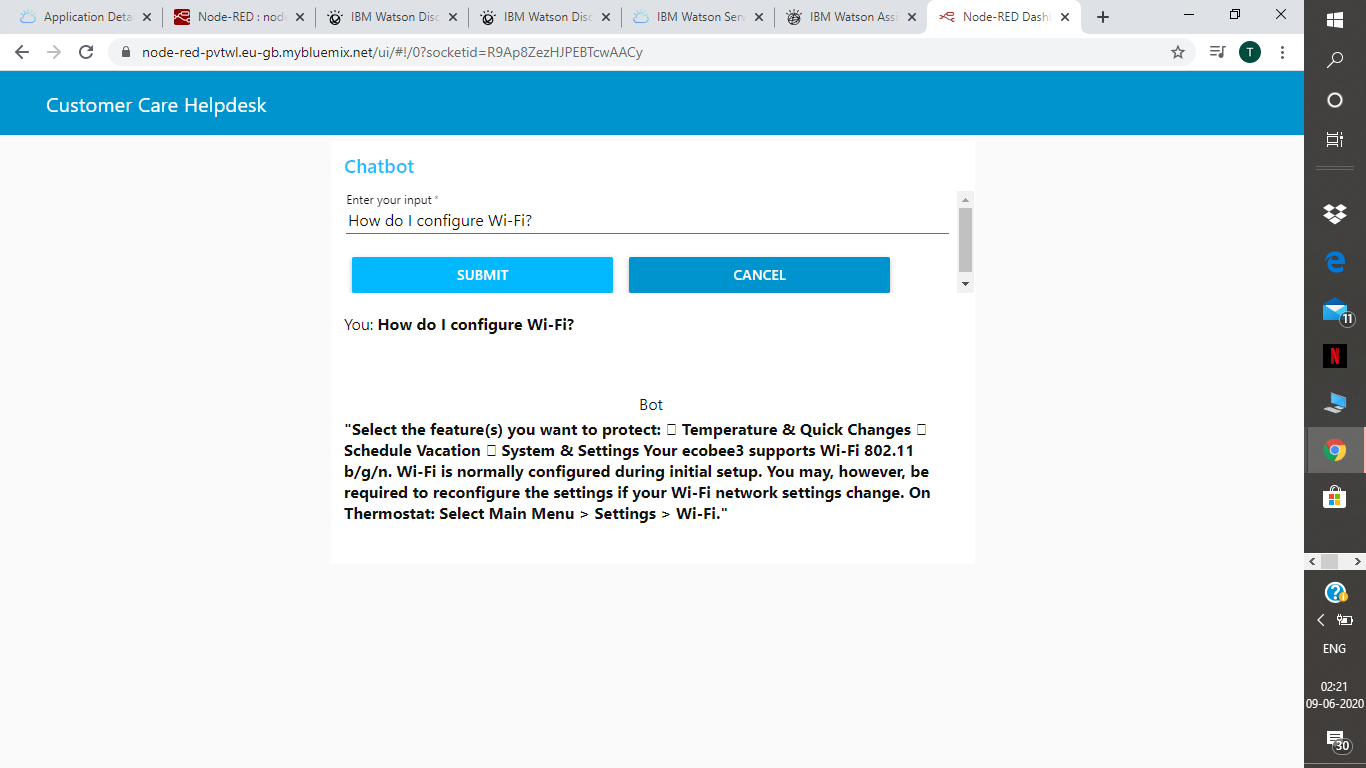 Application Deta
Node-RED : node
IBM Watson Disc
IBM Watson Disc
IBM Watson Serv
IBM Watson Assi
Node-RED Dash
node-red-pvtwl.eu-gb.mybluemix.net/ui/#!/0?socketid=R9Ap8ZezHJPEBTcwAACy
T
Customer Care Helpdesk
Chatbot
Enter your input *
How do I configure Wi-Fi?
SUBMIT
CANCEL
You: How do I configure Wi-Fi?
Bot
"Select the feature(s) you want to protect: Temperature & Quick Changes
Schedule Vacation System & Settings Your ecobee3 supports Wi-Fi 802.11
b/g/n. Wi-Fi is normally configured during initial setup. You may, however, be
required to reconfigure the settings if your Wi-Fi network settings change. On
Thermostat: Select Main Menu > Settings > Wi-Fi."
11
N
ENG
02:21
09-06-2020
30